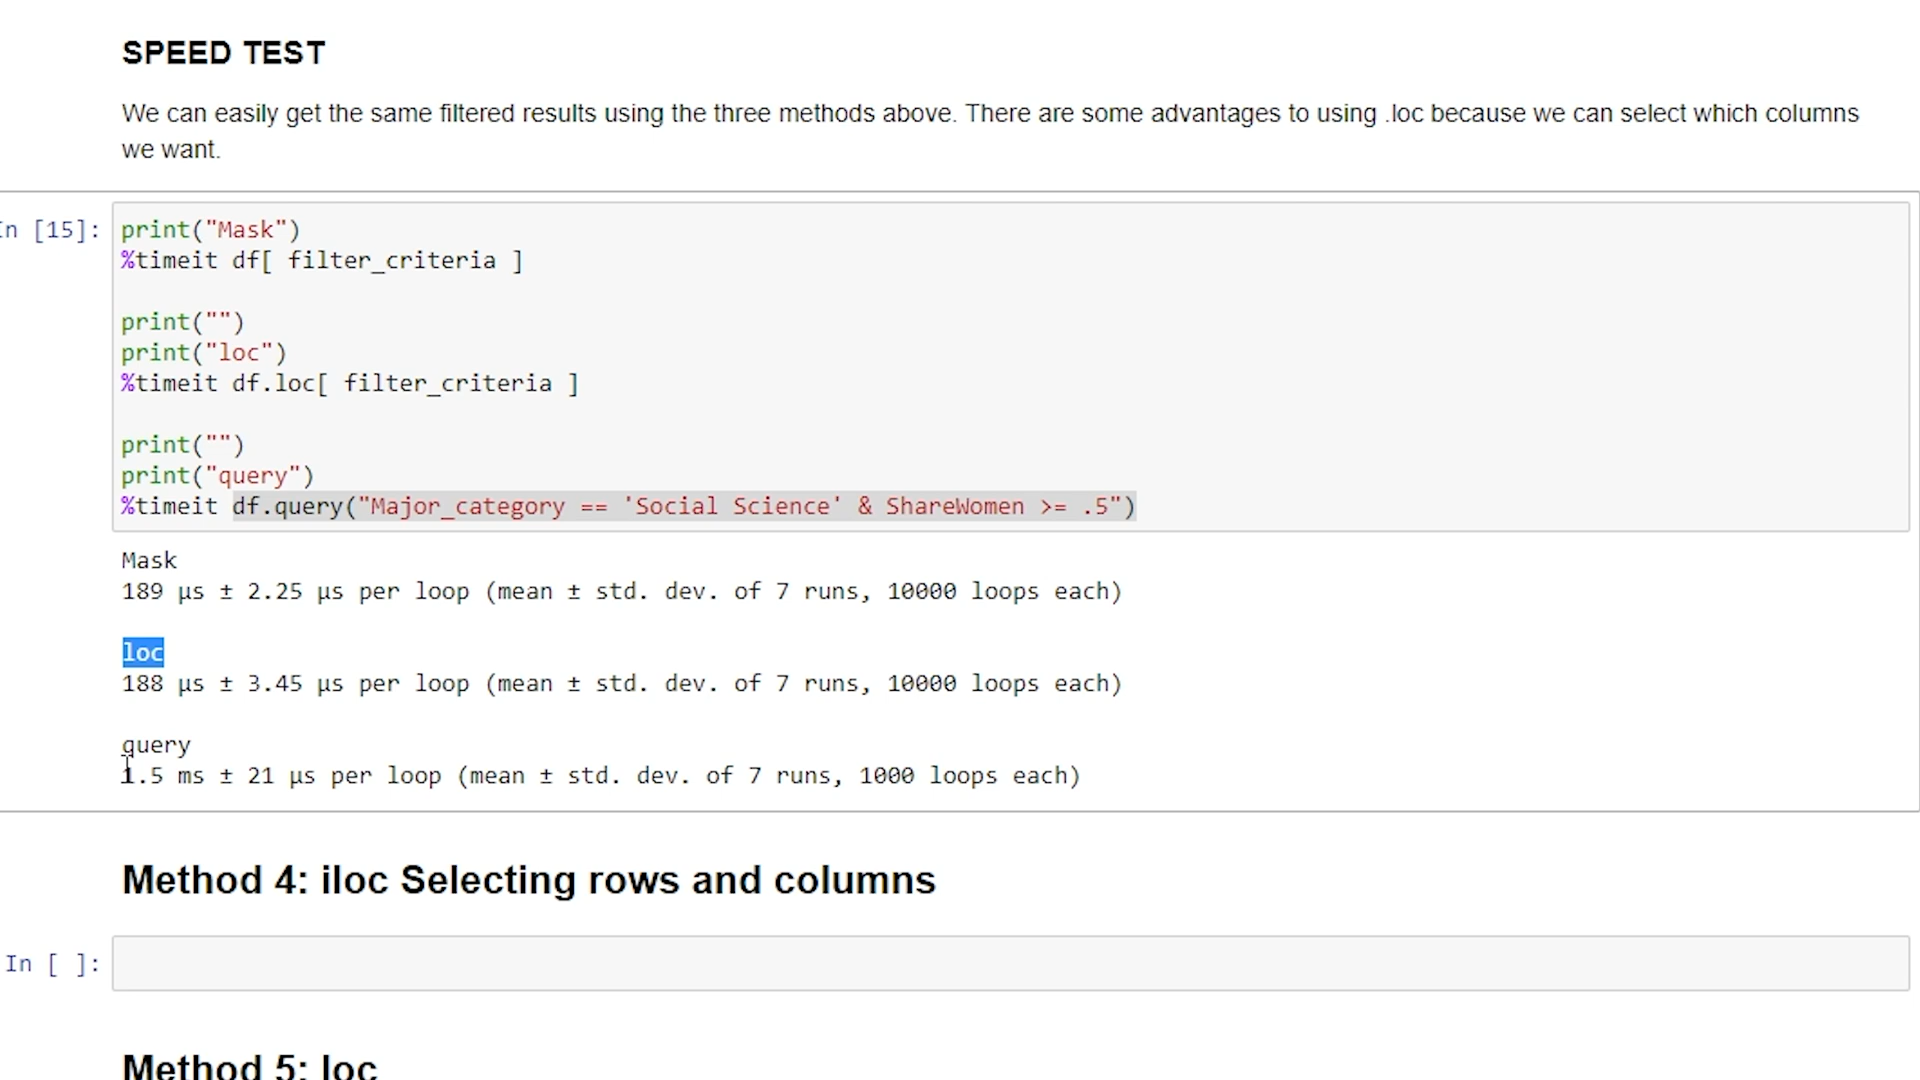 SPEED TEST
We can easily get the same filtered results using the three methods above. There are some advantages to using .loc because we can select which columns
we want.
In [15]:
print("Mask")
%timeit df[ filter_criteria ]
print("")
print("loc")
%timeit df.loc[ filter_criteria ]
print("")
print("query")
%timeit df.query("Major_category == 'Social Science' & ShareWomen >= .5")
Mask
189 µs ± 2.25 µs per loop (mean ± std. dev. of 7 runs, 10000 loops each)
loc
188 µs ± 3.45 µs per loop (mean ± std. dev. of 7 runs, 10000 loops each)
query
1.5 ms ± 21 µs per loop (mean ± std. dev. of 7 runs, 1000 loops each)
Method 4: iloc Selecting rows and columns
In [ ]:
Method 5: loc